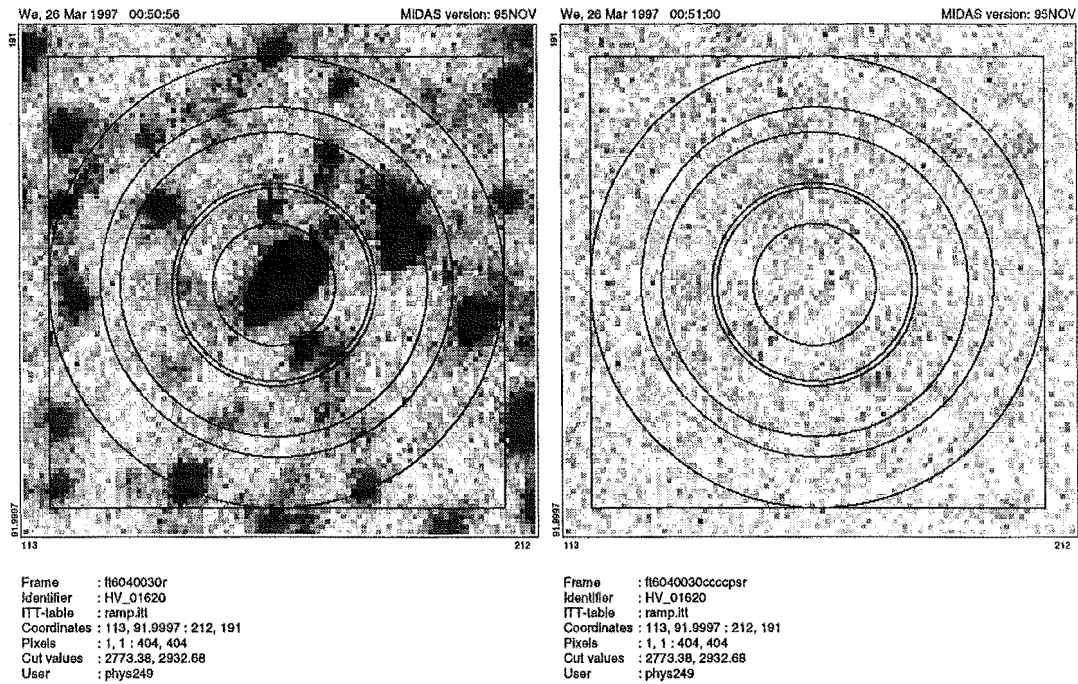 We, 26 Mar 1997 00:50:56 MIDAS version: 95NOV
191
91.9997
113 212
Frame : ft6040030r
Identifier : HV_01620
ITT-table : ramp.itt
Coordinates : 113, 91.9997 : 212, 191
Pixels : 1, 1 : 404, 404
Cut values : 2773.38, 2932.68
User : phys249
We, 26 Mar 1997 00:51:00 MIDAS version: 95NOV
191
91.9997
113 212
Frame : ft6040030ccccpsr
Identifier : HV_01620
ITT-table : ramp.itt
Coordinates : 113, 91.9997 : 212, 191
Pixels : 1, 1 : 404, 404
Cut values : 2773.38, 2932.68
User : phys249